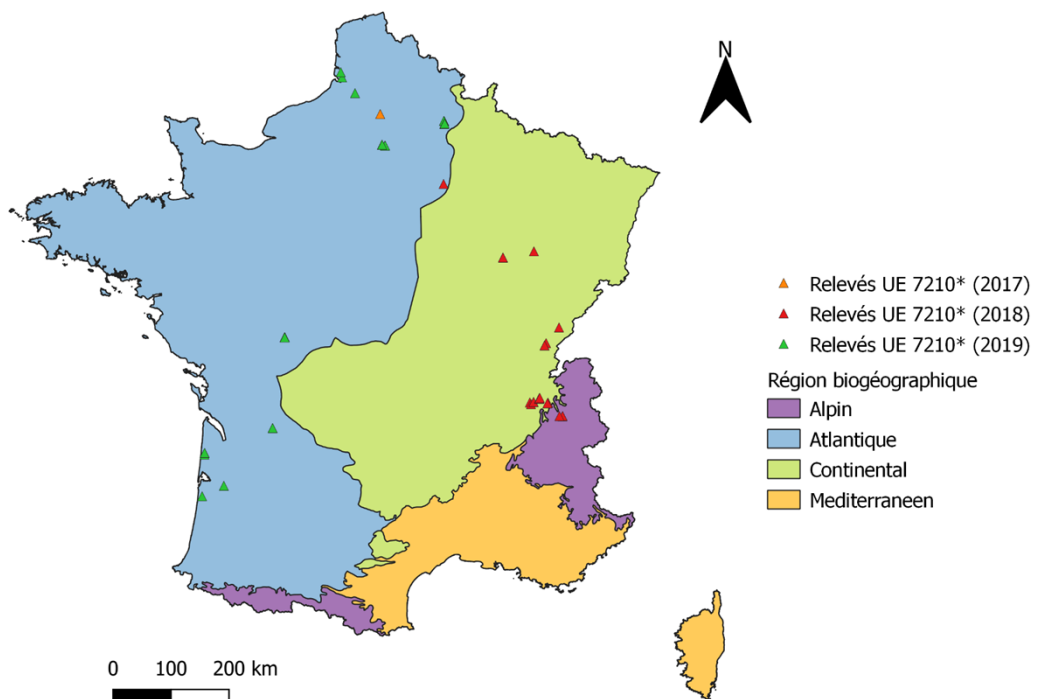 N
Relevés UE 7210* (2017)
Relevés UE 7210* (2018)
Relevés UE 7210* (2019)
Région biogéographique
Alpin
Atlantique
Continental
Mediterraneen
0 100 200 km